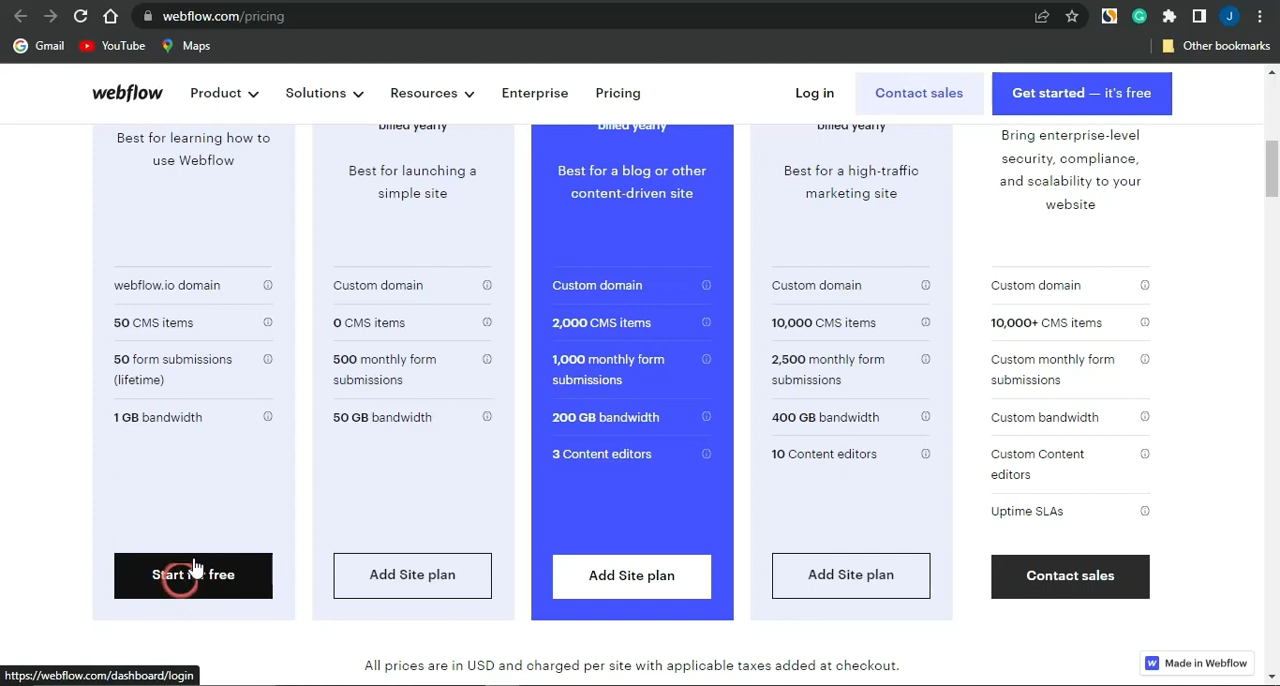 webflow.com/pricing
J
Gmail
YouTube
Maps
Other bookmarks
webflow
Product
Solutions
Resources
Enterprise
Pricing
Log in
Contact sales
Get started — it's free
Best for learning how to
use Webflow
billed yearly
Best for launching a
simple site
billed yearly
Best for a blog or other
content-driven site
billed yearly
Best for a high-traffic
marketing site
Bring enterprise-level
security, compliance,
and scalability to your
website
webflow.io domain
50 CMS items
50 form submissions
(lifetime)
1 GB bandwidth
Start for free
Custom domain
0 CMS items
500 monthly form
submissions
50 GB bandwidth
Add Site plan
Custom domain
2,000 CMS items
1,000 monthly form
submissions
200 GB bandwidth
3 Content editors
Add Site plan
Custom domain
10,000 CMS items
2,500 monthly form
submissions
400 GB bandwidth
10 Content editors
Add Site plan
Custom domain
10,000+ CMS items
Custom monthly form
submissions
Custom bandwidth
Custom Content
editors
Uptime SLAs
Contact sales
All prices are in USD and charged per site with applicable taxes added at checkout.
Made in Webflow
https://webflow.com/dashboard/login